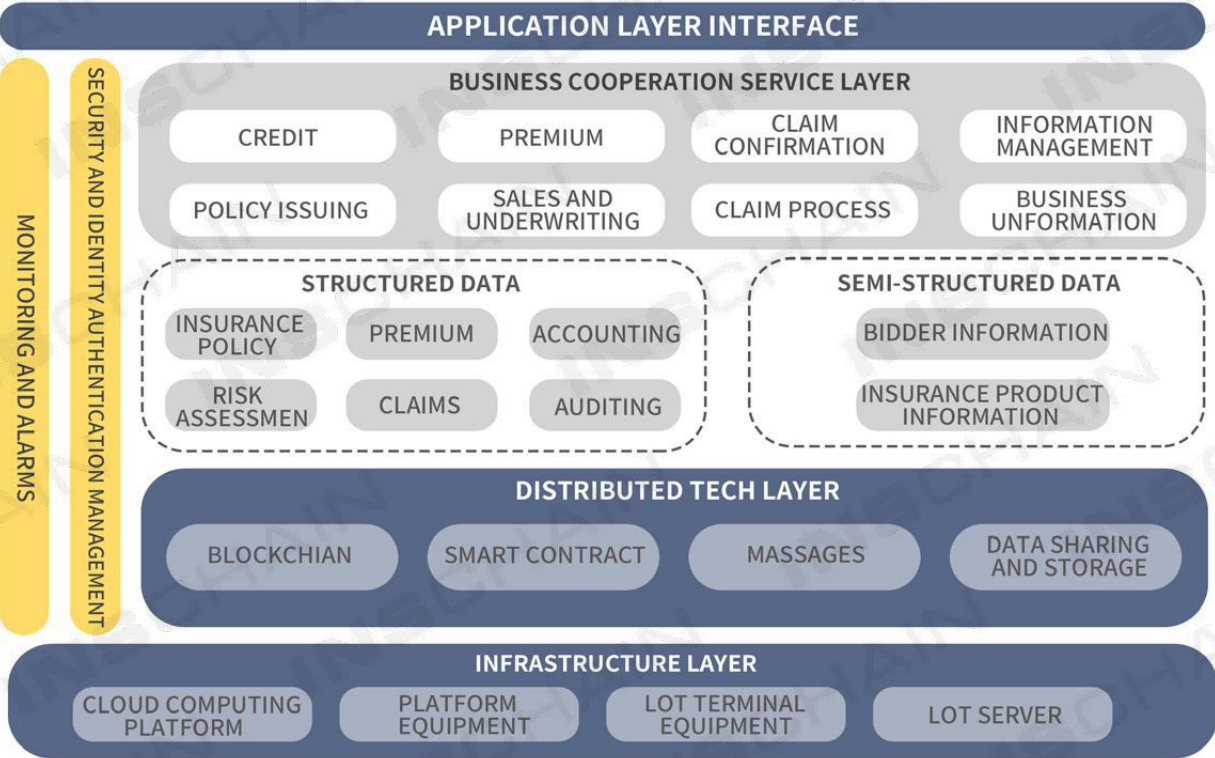 APPLICATION LAYER INTERFACE
MONITORING AND ALARMS
SECURITY AND IDENTITY AUTHENTICATION MANAGEMENT
BUSINESS COOPERATION SERVICE LAYER
CREDIT
PREMIUM
CLAIM
CONFIRMATION
INFORMATION
MANAGEMENT
POLICY ISSUING
SALES AND
UNDERWRITING
CLAIM PROCESS
BUSINESS
UNFORMATION
STRUCTURED DATA
INSURANCE
POLICY
PREMIUM
ACCOUNTING
RISK
ASSESSMEN
CLAIMS
AUDITING
SEMI-STRUCTURED DATA
BIDDER INFORMATION
INSURANCE PRODUCT
INFORMATION
DISTRIBUTED TECH LAYER
BLOCKCHIAN
SMART CONTRACT
MASSAGES
DATA SHARING
AND STORAGE
INFRASTRUCTURE LAYER
CLOUD COMPUTING
PLATFORM
PLATFORM
EQUIPMENT
LOT TERMINAL
EQUIPMENT
LOT SERVER
INSCHAIN